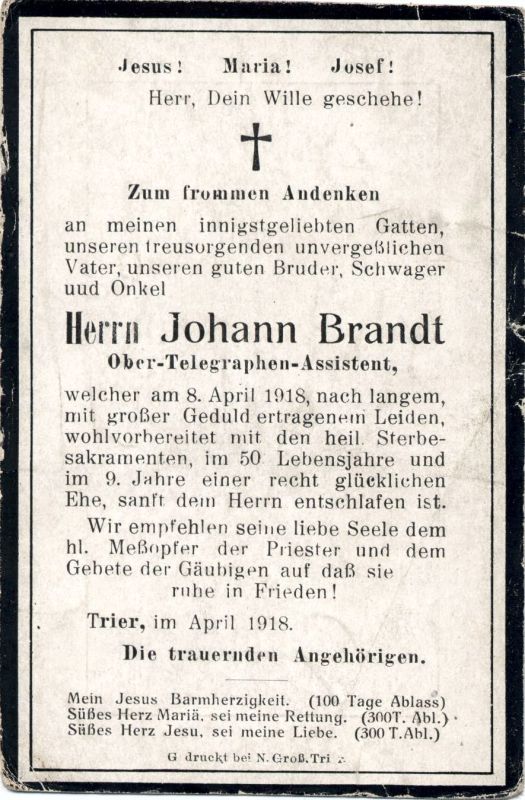 Jesus! Maria! Josef!
Herr, Dein Wille geschehe!
Zum frommen Andenken
an meinen innigstgeliebten Gatten,
unseren treusorgenden unvergeßlichen
Vater, unseren guten Bruder, Schwager
uud Onkel
Herrn Johann Brandt
Ober-Telegraphen-Assistent,
welcher am 8. April 1918, nach langem,
mit großer Geduld ertragenem Leiden,
wohlvorbereitet mit den heil. Sterbe-
sakramenten, im 50 Lebensjahre und
im 9. Jahre einer recht glücklichen
Ehe, sanft dem Herrn entschlafen ist.
Wir empfehlen seine liebe Seele dem
hl. Meßopfer der Priester und dem
Gebete der Gäubigen auf daß sie
ruhe in Frieden!
Trier, im April 1918.
Die trauernden Angehörigen.
Mein Jesus Barmherzigkeit. (100 Tage Ablass)
Süßes Herz Mariä, sei meine Rettung. (300T. Abl.)
Süßes Herz Jesu, sei meine Liebe. (300 T.Abl.)
G druckt bei N. Groß, Tri